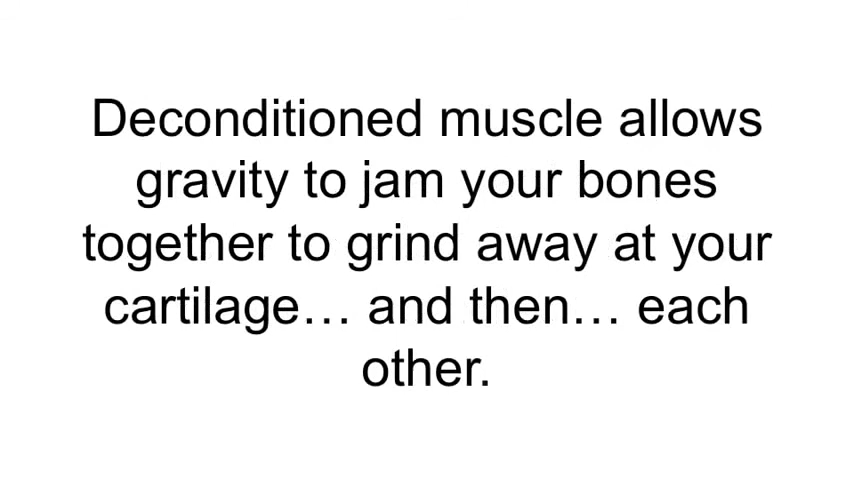 Deconditioned muscle allows
gravity to jam your bones
together to grind away at your
cartilage… and then… each
other.